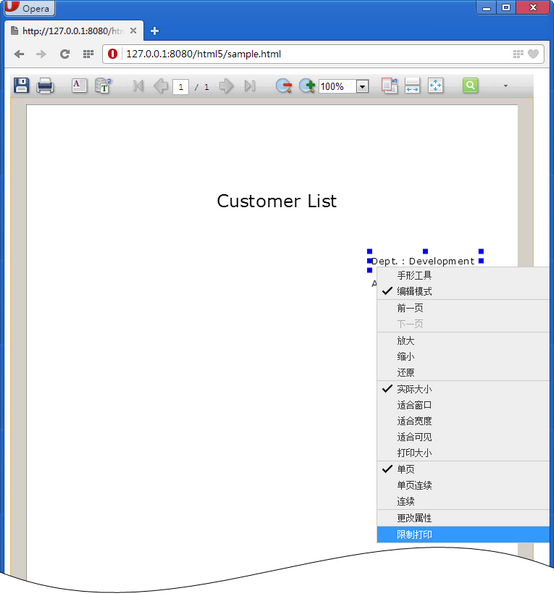 Opera
http://127.0.0.1:8080/htm
127.0.0.1:8080/html5/sample.html
A
T
1 / 1
100%
Customer List
Dept. : Development
A
手形工具
编辑模式
前一页
下一页
放大
缩小
还原
实际大小
适合窗口
适合宽度
适合可见
打印大小
单页
单页连续
连续
更改属性
限制打印